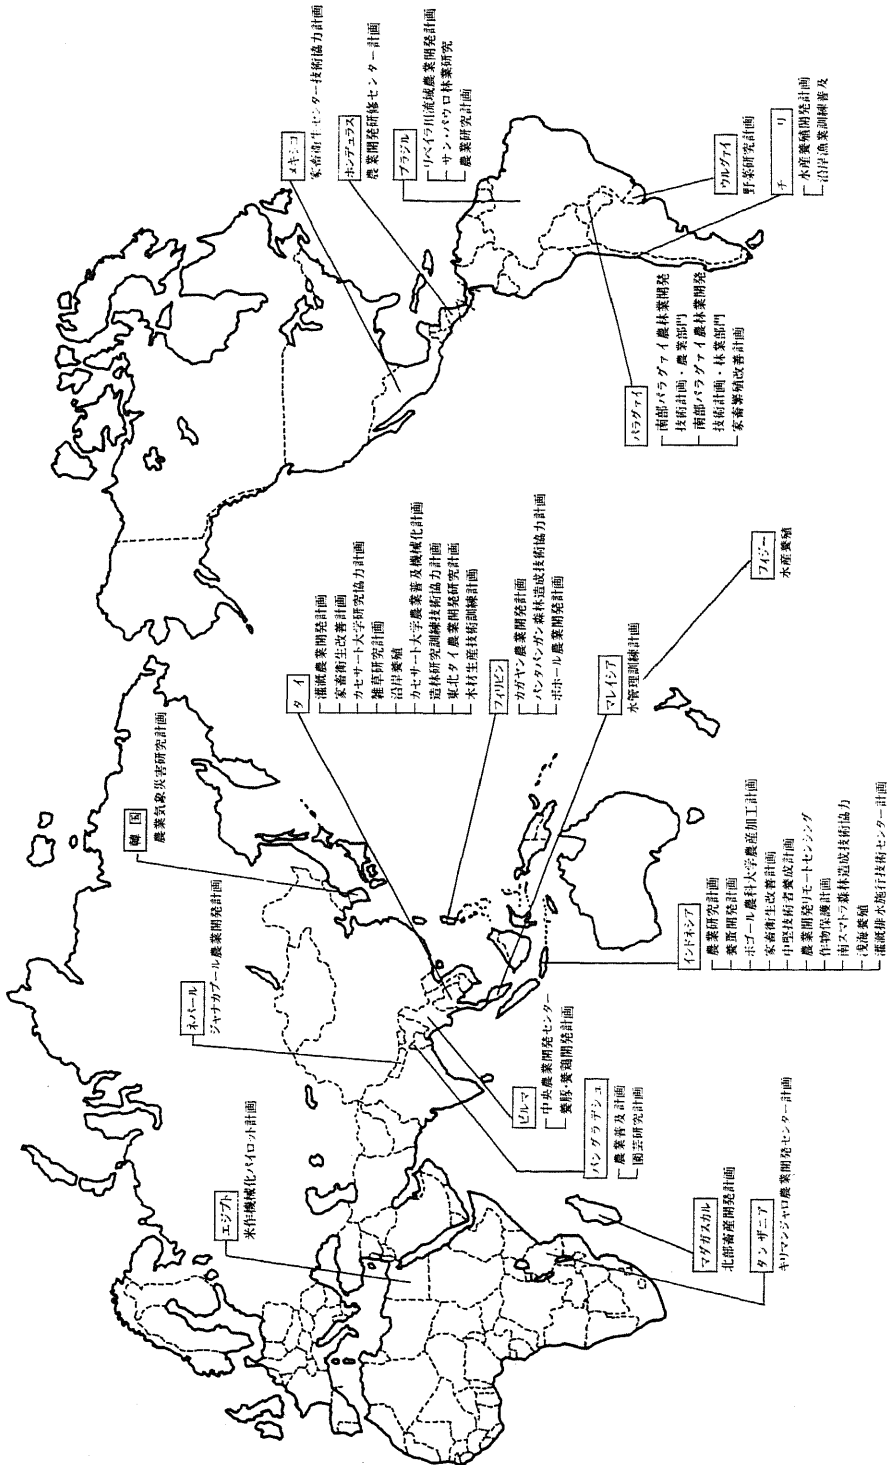 エジプト
米作機械化パイロット計画
ネパール
ジャナカプール農業開発計画
韓国
農業気象災害研究計画
メキシコ
家畜衛生センター技術協力計画
ホンデュラス
農業開発研修センター計画
ブラジル
リベイラ川流域農業開発計画
サン・パウロ林業研究
農業研究計画
タイ
灌漑農業開発計画
家畜衛生改善計画
カセサート大学研究協力計画
雑草研究計画
沿岸養殖
カセサート大学農業普及機械化計画
造林研究訓練技術協力計画
東北タイ農業開発研究計画
木材生産技術訓練計画
フィリピン
カガヤン農業開発計画
パンタバンガン森林造成技術協力計画
ボホール農業開発計画
マレイシア
水管理訓練計画
フィジー
水産養殖
パラグァイ
南部パラグァイ農林業開発
技術計画・農業部門
南部パラグァイ農林業開発
技術計画・林業部門
家畜繁殖改善計画
ウルグァイ
野菜研究計画
チリ
水産養殖開発計画
沿岸漁業訓練普及
ビルマ
中央農業開発センター
養豚・養鶏開発計画
バングラデシュ
農業普及計画
園芸研究計画
インドネシア
農業研究計画
養蚕開発計画
ボゴール農科大学農産加工計画
家畜衛生改善計画
中堅技術者養成計画
農業開発リモートセンシング
作物保護計画
南スマトラ森林造成技術協力
浅海養殖
灌漑排水施行技術センター計画
マダガスカル
北部畜産開発計画
タンザニア
キリマンジャロ農業開発センター計画